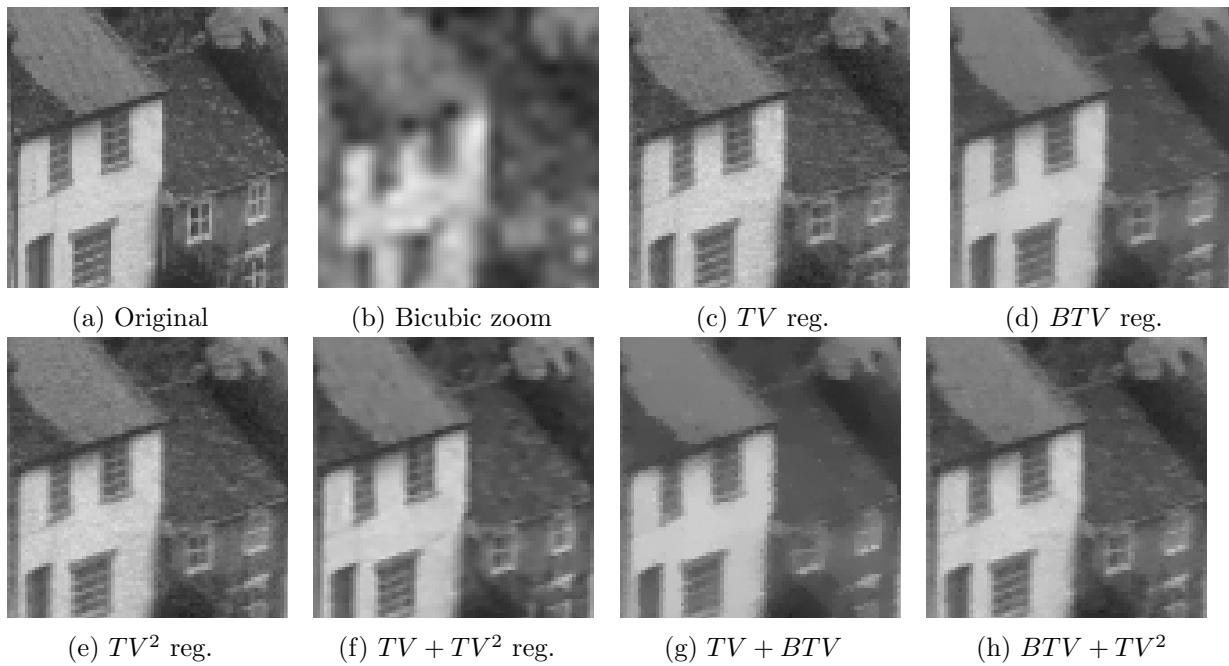 (a) Original
(b) Bicubic zoom
(c) TV reg.
(d) BTV reg.
(e) TV² reg.
(f) TV + TV² reg.
(g) TV + BTV
(h) BTV + TV²